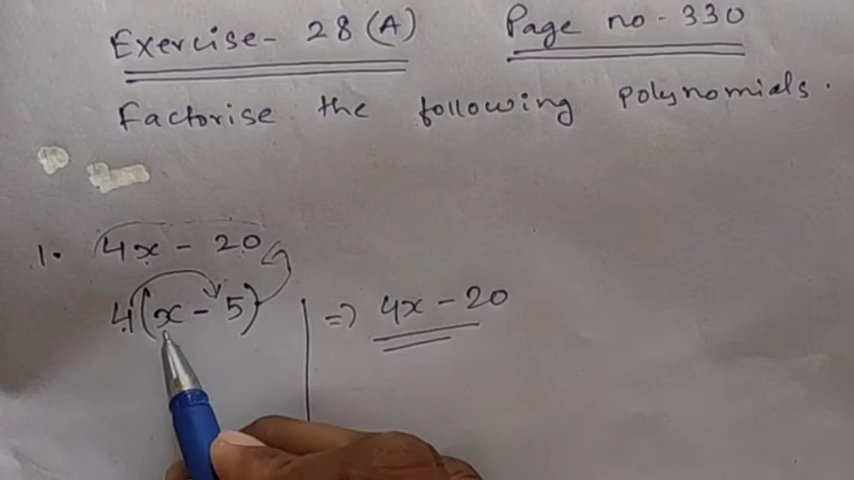 Exercise- 28 (A)
Page no - 330
Factorise the following polynomials.
1. 4x - 20
4(x - 5)
=> 4x - 20